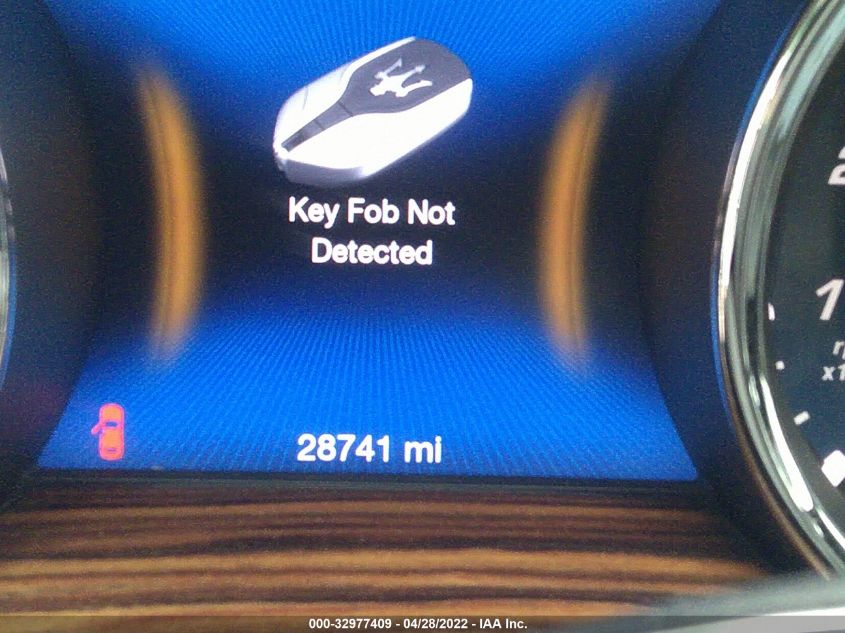 Key Fob Not
Detected
28741 mi
000-32977409 - 04/28/2022 - IAA Inc.